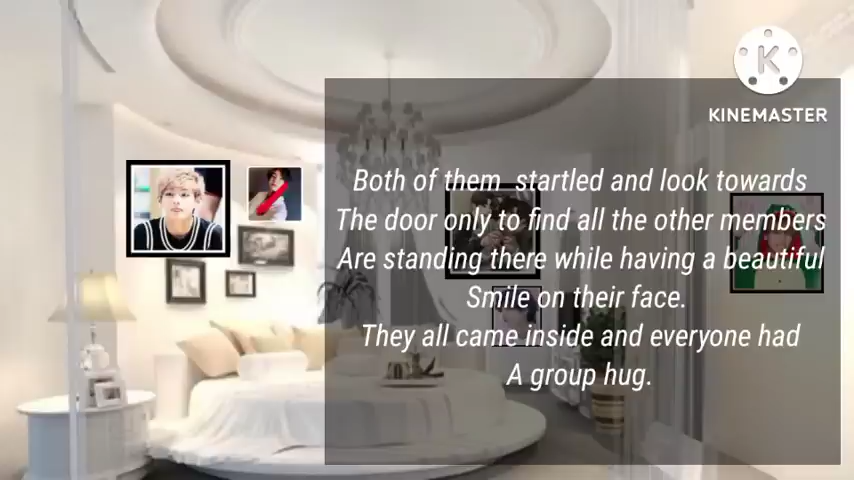 KINEMASTER
Both of them startled and look towards
The door only to find all the other members
Are standing there while having a beautiful
Smile on their face.
They all came inside and everyone had
A group hug.